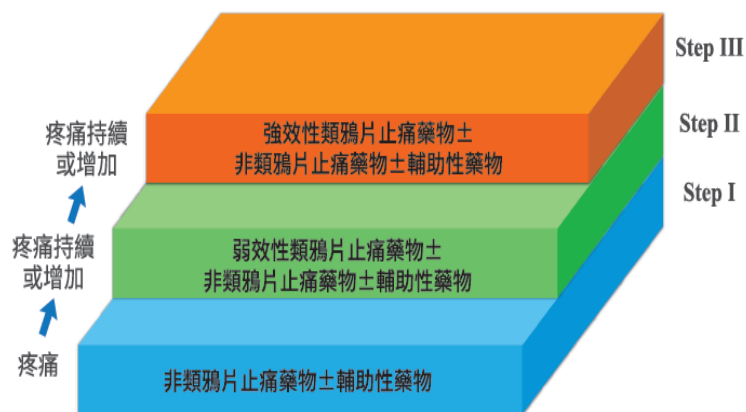 Step III
疼痛持續
或增加
強效性類鴉片止痛藥物±
非類鴉片止痛藥物±輔助性藥物
Step II
疼痛持續
或增加
弱效性類鴉片止痛藥物±
非類鴉片止痛藥物±輔助性藥物
Step I
疼痛
非類鴉片止痛藥物±輔助性藥物